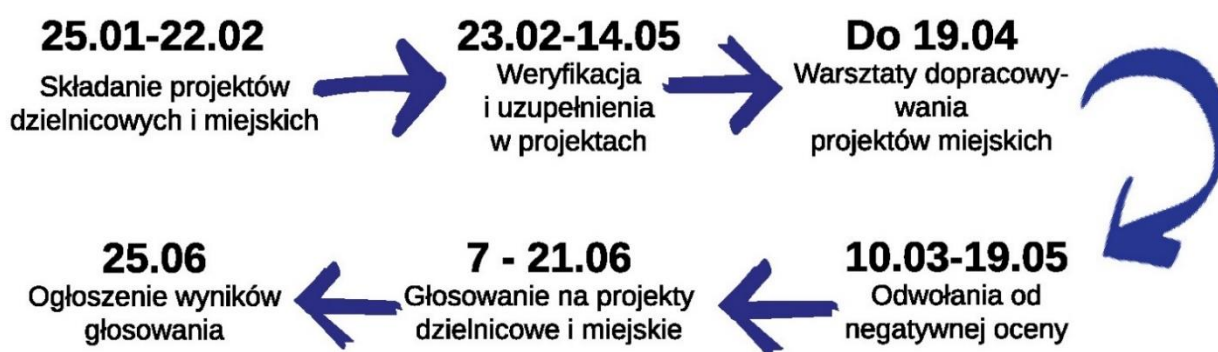 25.01-22.02
Składanie projektów
dzielnicowych i miejskich
23.02-14.05
Weryfikacja
i uzupełnienia
w projektach
Do 19.04
Warsztaty dopracowy-
wania
projektów miejskich
10.03-19.05
Odwołania od
negatywnej oceny
7 - 21.06
Głosowanie na projekty
dzielnicowe i miejskie
25.06
Ogłoszenie wyników
głosowania